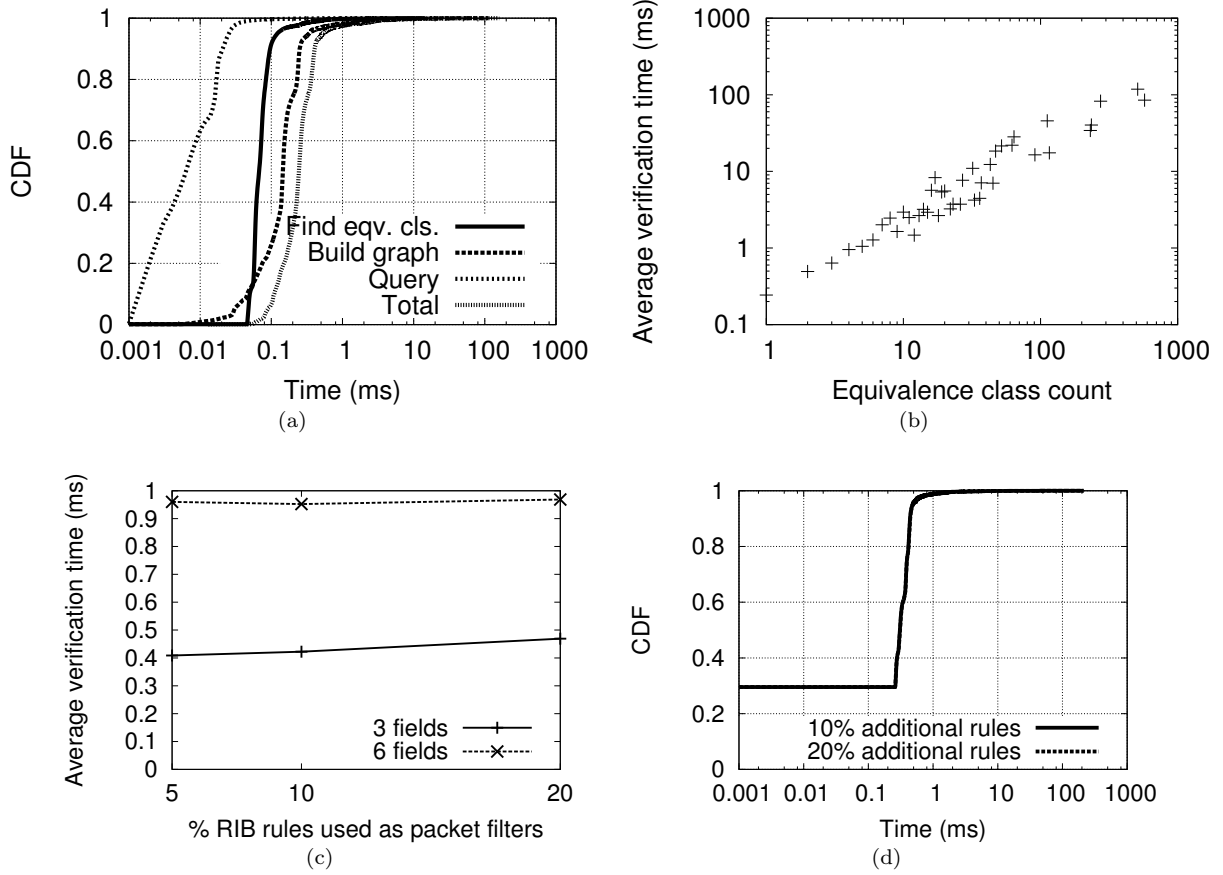 1
0.8
0.6
0.4
0.2
0
CDF
Find eqv. cls.
Build graph
Query
Total
0.001 0.01 0.1 1 10 100 1000
Time (ms)
(a)
1000
100
10
1
0.1
Average verification time (ms)
1 10 100 1000
Equivalence class count
(b)
1
0.9
0.8
0.7
0.6
0.5
0.4
0.3
0.2
0.1
0
Average verification time (ms)
3 fields
6 fields
5 10 20
% RIB rules used as packet filters
(c)
1
0.8
0.6
0.4
0.2
0
CDF
10% additional rules
20% additional rules
0.001 0.01 0.1 1 10 100 1000
Time (ms)
(d)